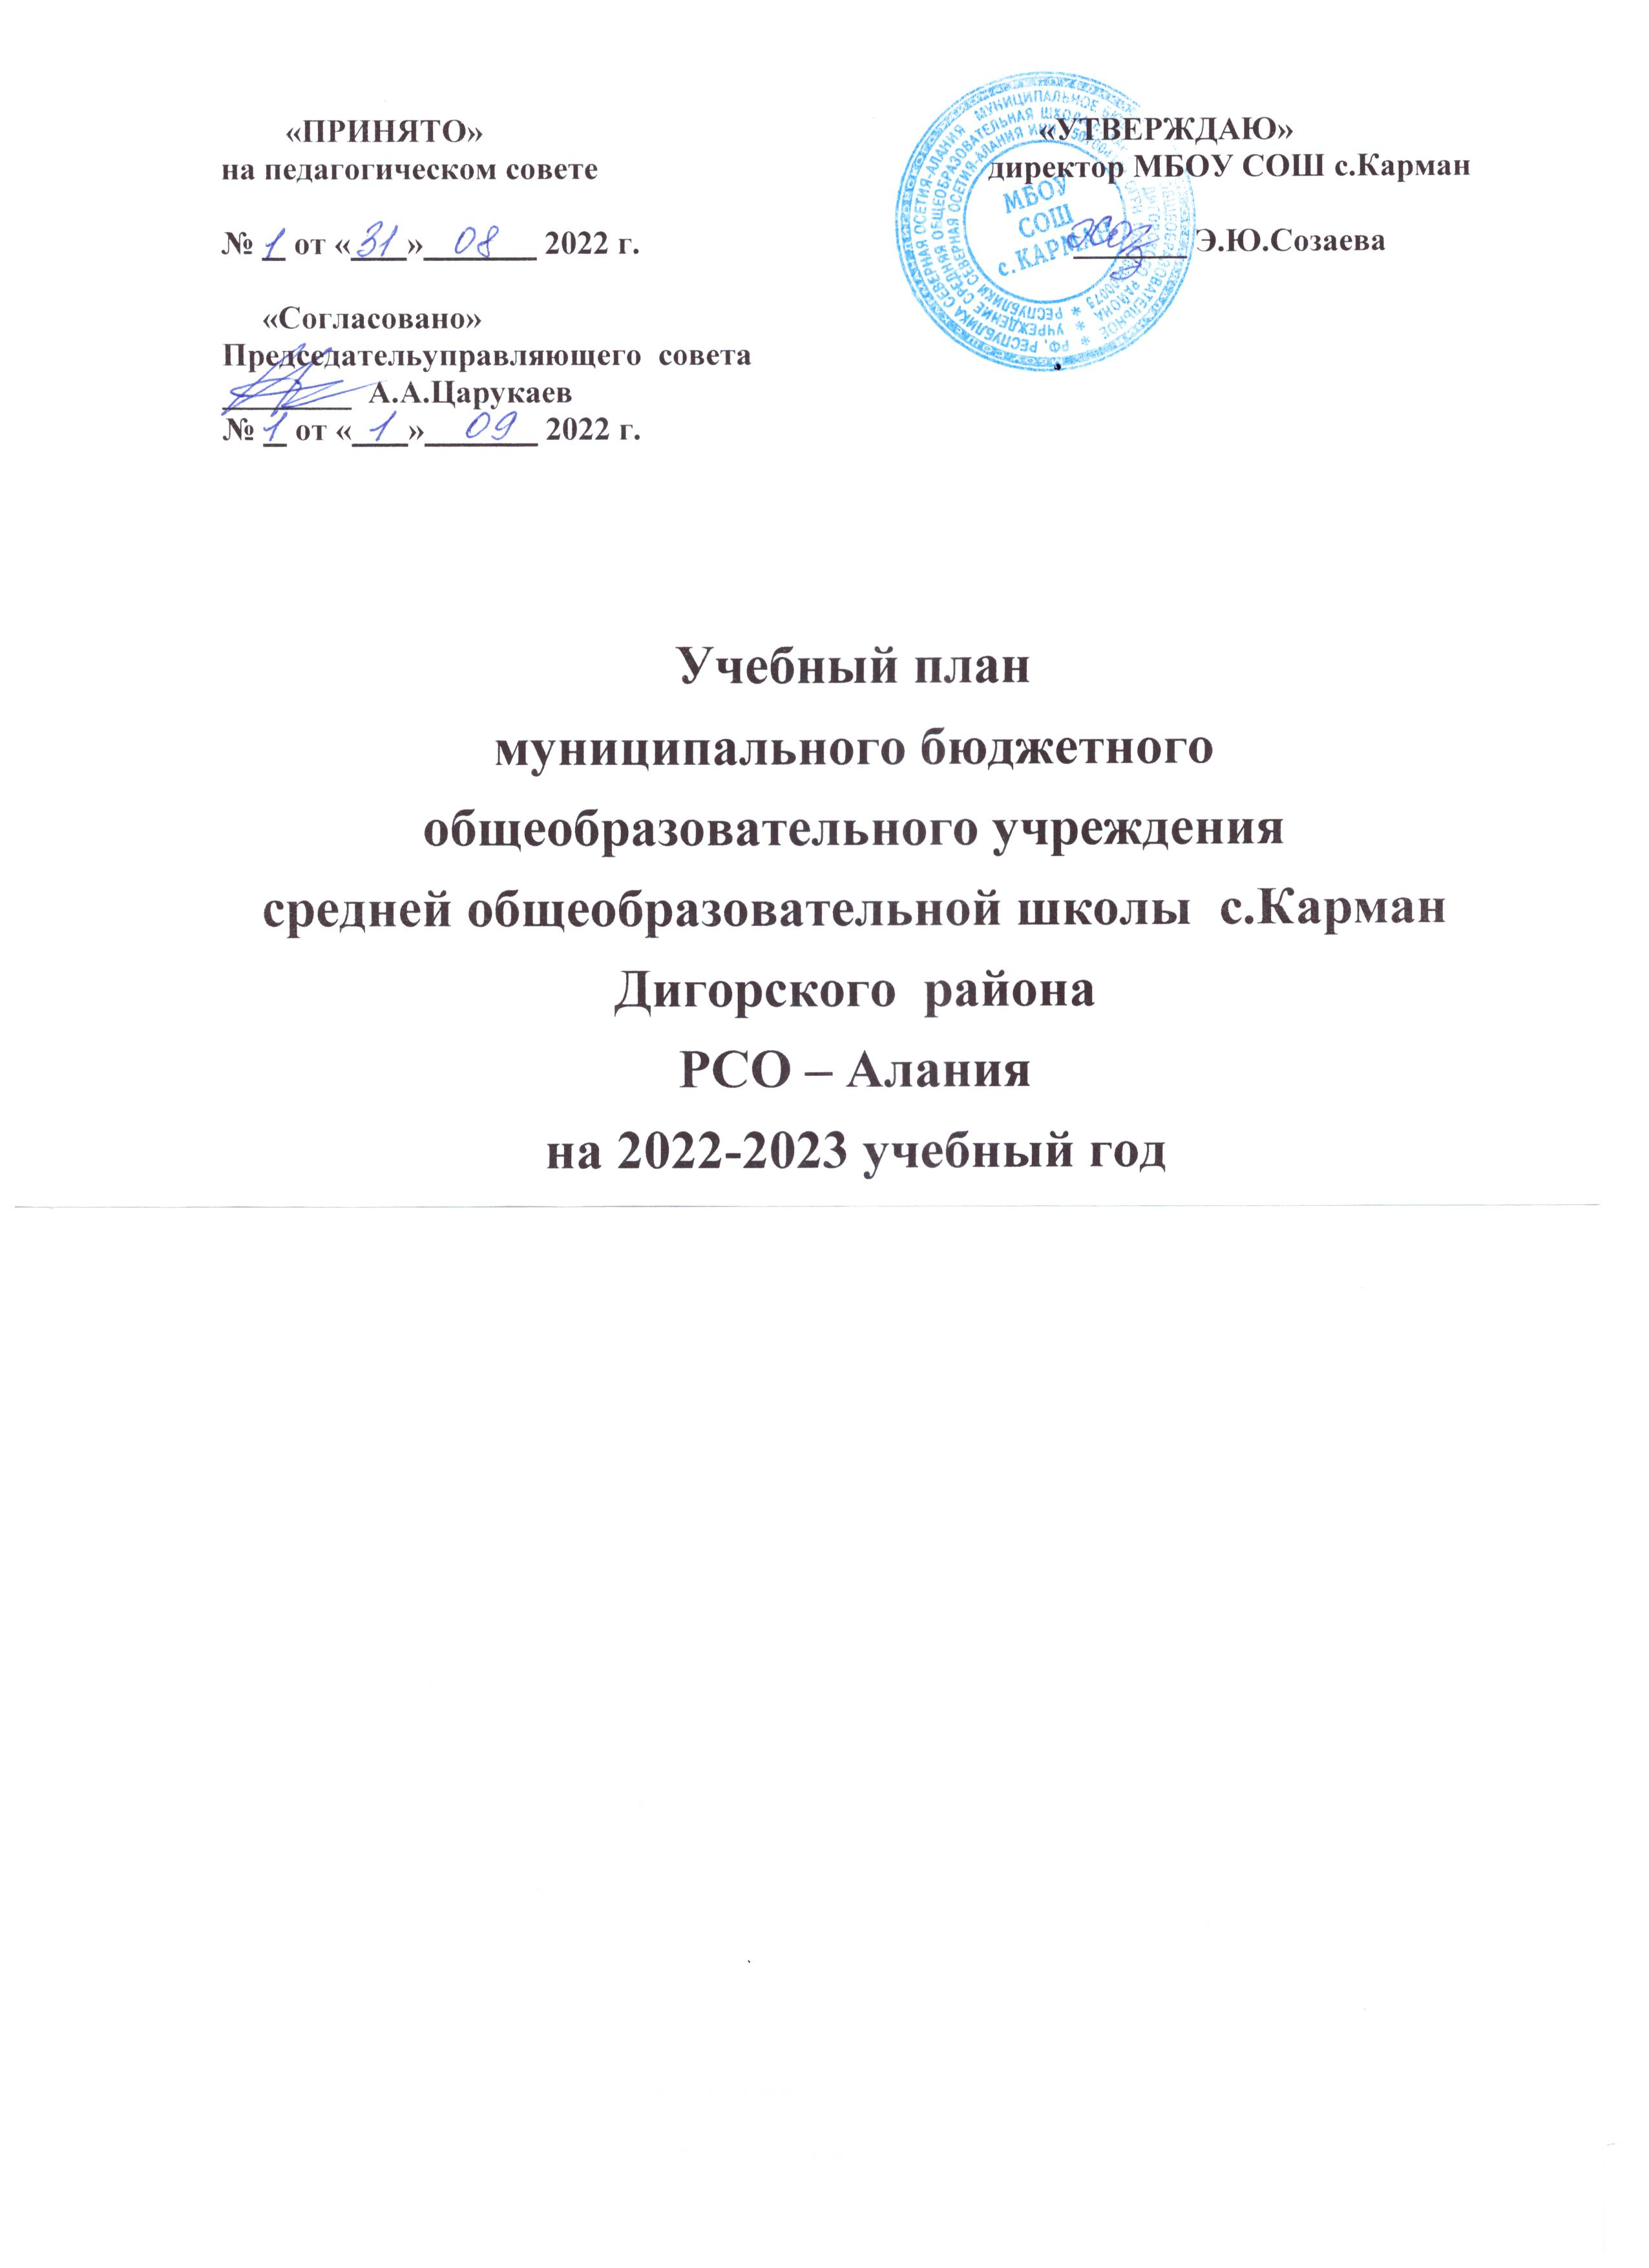 «ПРИНЯТО»
на педагогическом совете
№ 1 от «31» 08 2022 г.
«Согласовано»
Председательуправляющего совета
А.А.Царукаев
№ 1 от «1» 09 2022 г.
«УТВЕРЖДАЮ»
директор МБОУ СОШ с.Карман
Э.Ю.Созаева
МБОУ
СОШ
с.КАРМАН
Учебный план
муниципального бюджетного
общеобразовательного учреждения
средней общеобразовательной школы с.Карман
Дигорского района
РСО – Алания
на 2022-2023 учебный год